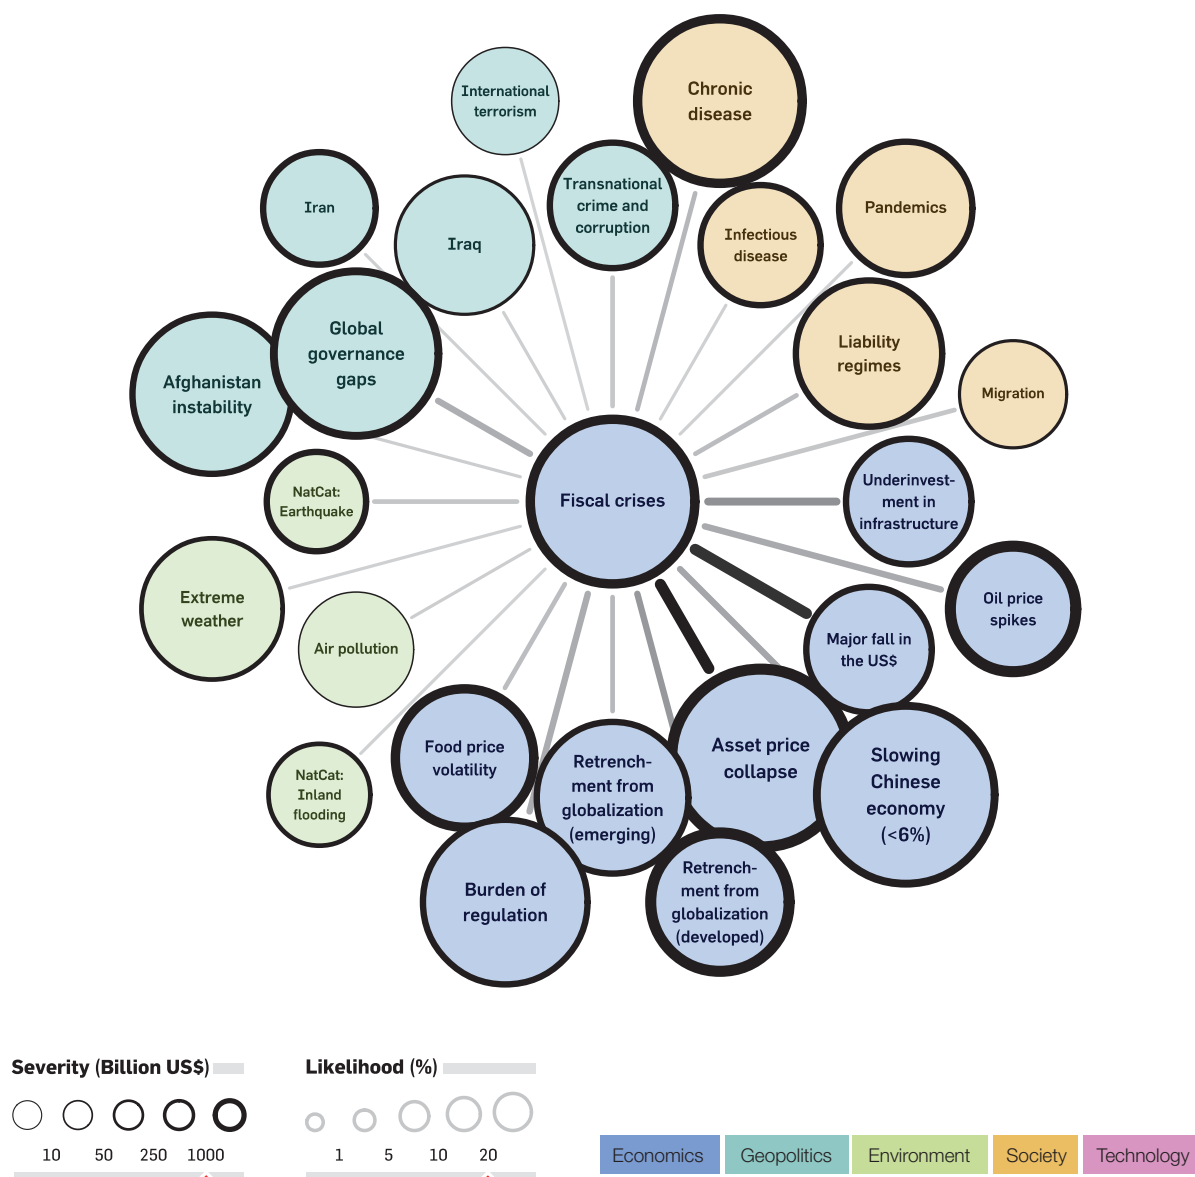 International
terrorism
Chronic
disease
Iran
Iraq
Transnational
crime and
corruption
Infectious
disease
Pandemics
Global
governance
gaps
Afghanistan
instability
Liability
regimes
Migration
NatCat:
Earthquake
Fiscal crises
Underinvest-
ment in
infrastructure
Extreme
weather
Air pollution
Oil price
spikes
Major fall in
the US$
NatCat:
Inland
flooding
Food price
volatility
Retrench-
ment from
globalization
(emerging)
Asset price
collapse
Slowing
Chinese
economy
(<6%)
Burden of
regulation
Retrench-
ment from
globalization
(developed)
Severity (Billion US$)
10 50 250 1000
Likelihood (%)
1 5 10 20
Economics
Geopolitics
Environment
Society
Technology